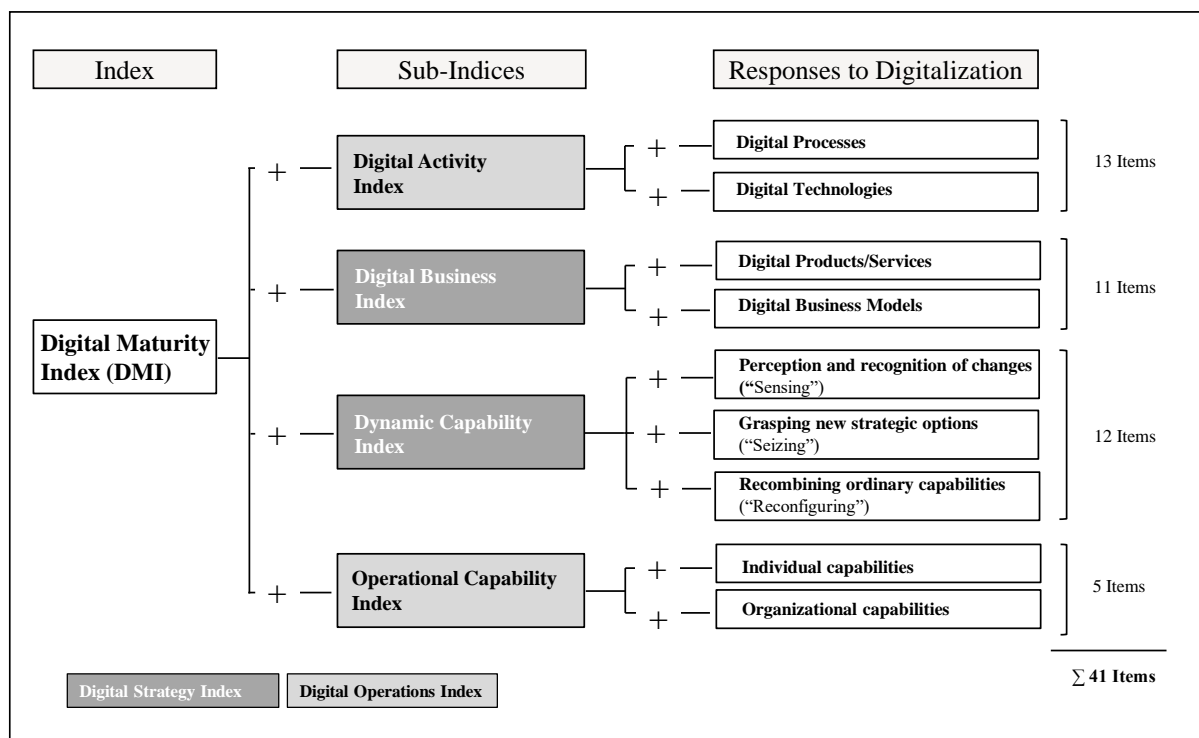 Index
Sub-Indices
Responses to Digitalization
Digital Maturity
Index (DMI)
+
Digital Activity
Index
+
Digital Processes
+
Digital Technologies
13 Items
+
Digital Business
Index
+
Digital Products/Services
+
Digital Business Models
11 Items
+
Dynamic Capability
Index
+
Perception and recognition of changes
(“Sensing”)
+
Grasping new strategic options
(“Seizing”)
+
Recombining ordinary capabilities
(“Reconfiguring”)
12 Items
+
Operational Capability
Index
+
Individual capabilities
+
Organizational capabilities
5 Items
∑ 41 Items
Digital Strategy Index
Digital Operations Index